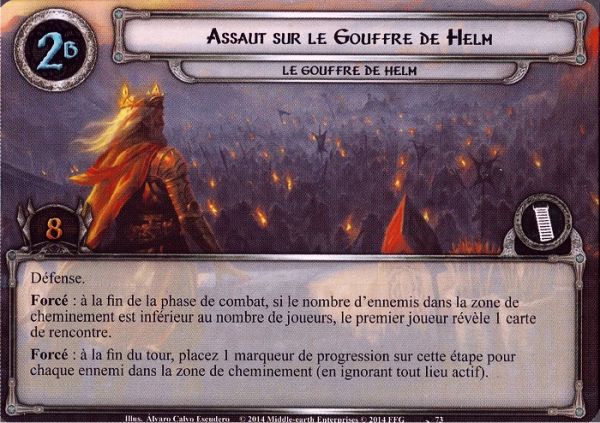 2B
ASSAUT SUR LE GOUFFRE DE HELM
LE GOUFFRE DE HELM
8
Défense.
Forcé : à la fin de la phase de combat, si le nombre d'ennemis dans la zone de
cheminement est inférieur au nombre de joueurs, le premier joueur révèle 1 carte
de rencontre.
Forcé : à la fin du tour, placez 1 marqueur de progression sur cette étape pour
chaque ennemi dans la zone de cheminement (en ignorant tout lieu actif).
Illus. Álvaro Calvo Escudero © 2014 Middle-earth Enterprises © 2014 FFG 73